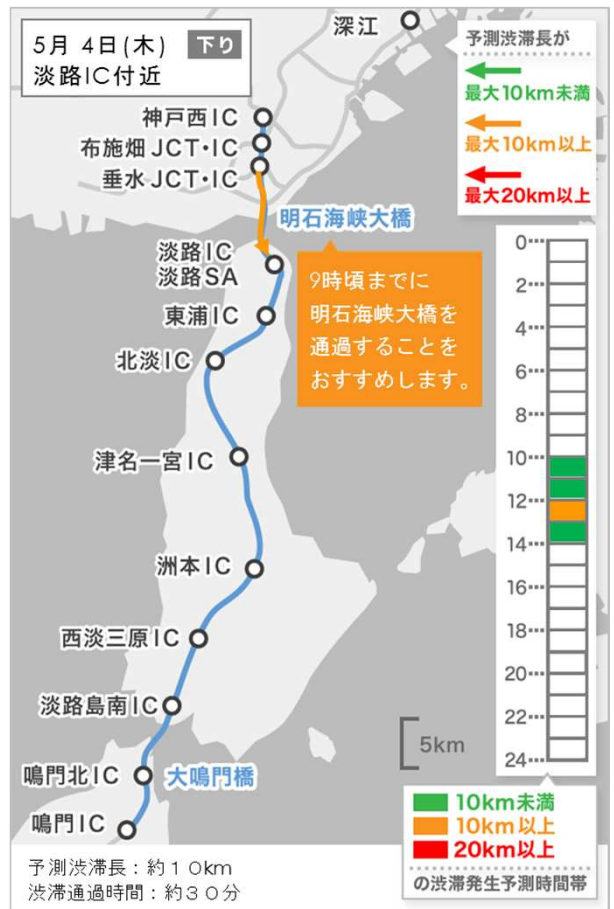 5月 4日(木) 下り
淡路IC付近
深江
予測渋滞長が
最大10km未満
最大10km以上
最大20km以上
神戸西IC
布施畑JCT・IC
垂水JCT・IC
明石海峡大橋
淡路IC
淡路SA
東浦IC
北淡IC
津名一宮IC
洲本IC
西淡三原IC
淡路島南IC
鳴門北IC
大鳴門橋
鳴門IC
9時頃までに
明石海峡大橋を
通過することを
おすすめします。
0
2
4
6
8
10
12
14
16
18
20
22
24
5km
10km未満
10km以上
20km以上
の渋滞発生予測時間帯
予測渋滞長：約10km
渋滞通過時間：約30分